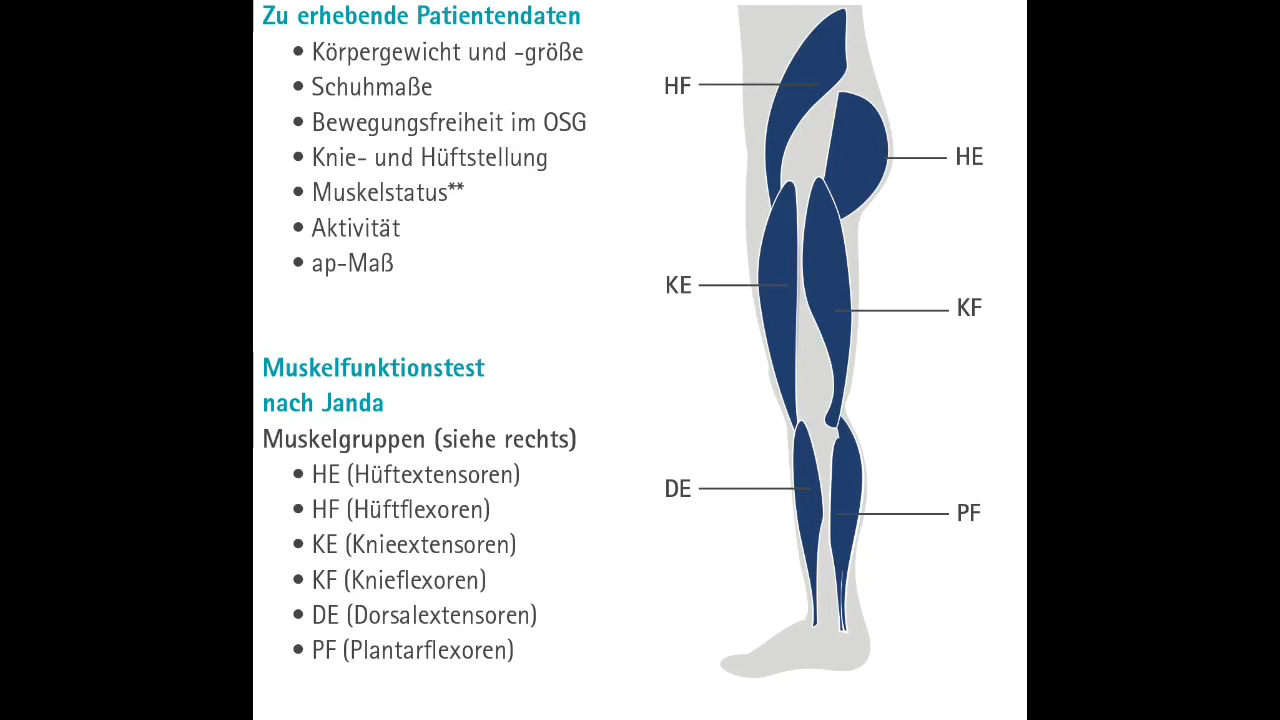 Zu erhebende Patientendaten
• Körpergewicht und -größe
• Schuhmaße
• Bewegungsfreiheit im OSG
• Knie- und Hüftstellung
• Muskelstatus**
• Aktivität
• ap-Maß
Muskelfunktionstest
nach Janda
Muskelgruppen (siehe rechts)
• HE (Hüftextensoren)
• HF (Hüftflexoren)
• KE (Knieextensoren)
• KF (Knieflexoren)
• DE (Dorsalextensoren)
• PF (Plantarflexoren)
HF
HE
KE
KF
DE
PF